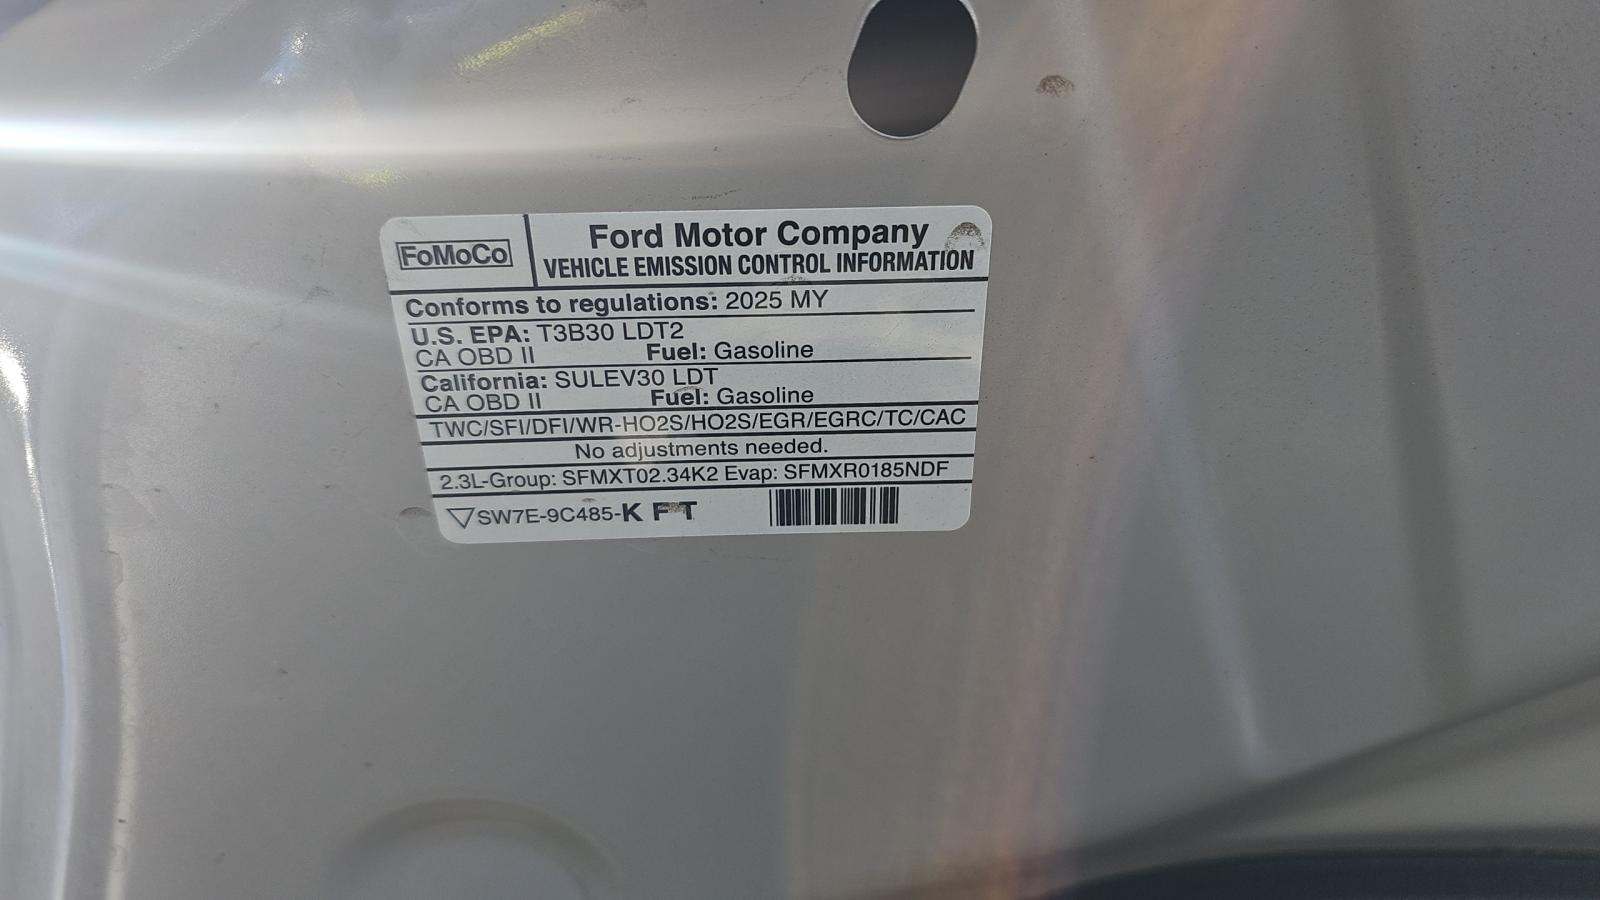 FoMoCo
Ford Motor Company
VEHICLE EMISSION CONTROL INFORMATION
Conforms to regulations: 2025 MY
U.S. EPA: T3B30 LDT2
CA OBD II Fuel: Gasoline
California: SULEV30 LDT
CA OBD II Fuel: Gasoline
TWC/SFI/DFI/WR-HO2S/HO2S/EGR/EGRC/TC/CAC
No adjustments needed.
2.3L-Group: SFMXT02.34K2 Evap: SFMXR0185NDF
SW7E-9C485-K F T